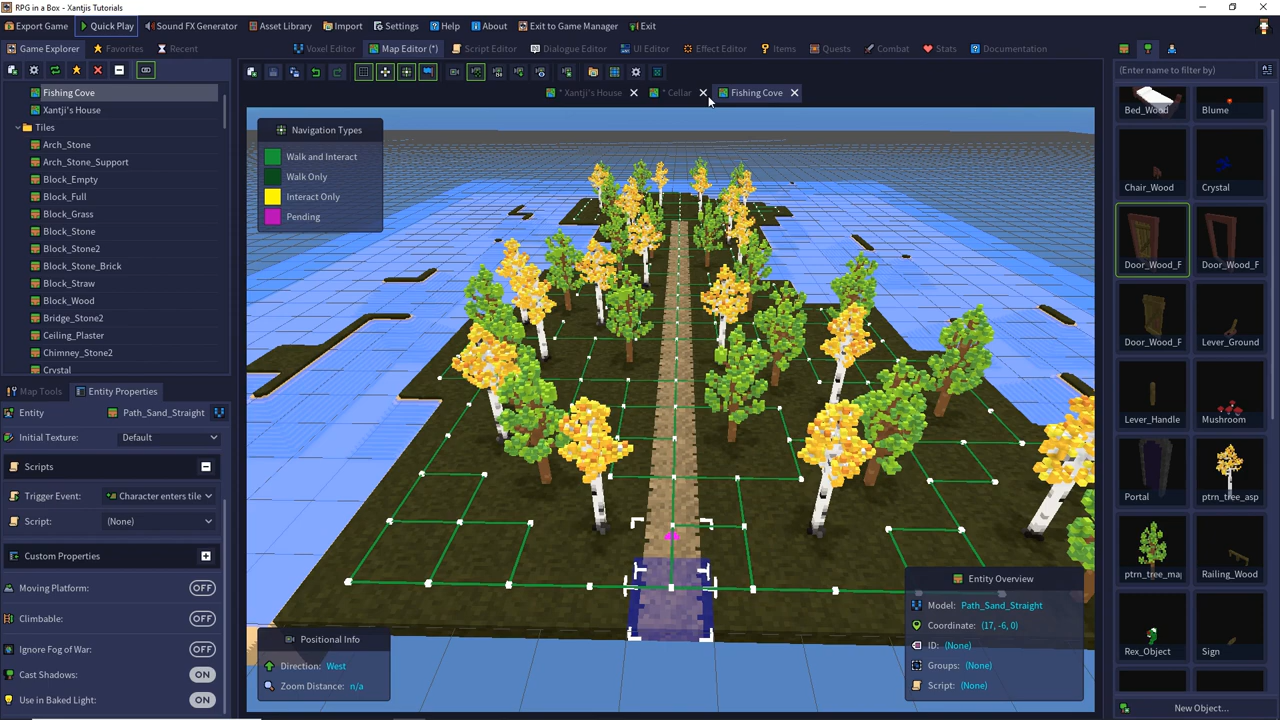 RPG in a Box - Xantjis Tutorials
Export Game
Quick Play
Sound FX Generator
Asset Library
Import
Settings
Help
About
Exit to Game Manager
Exit
Game Explorer
Favorites
Recent
Voxel Editor
Map Editor (*)
Script Editor
Dialogue Editor
UI Editor
Effect Editor
Items
Quests
Combat
Stats
Documentation
(Enter name to filter by)
* Xantji's House
* Cellar
Fishing Cove
Fishing Cove
Xantji's House
Tiles
Arch_Stone
Arch_Stone_Support
Block_Empty
Block_Full
Block_Grass
Block_Stone
Block_Stone2
Block_Stone_Brick
Block_Straw
Block_Wood
Bridge_Stone2
Ceiling_Plaster
Chimney_Stone2
Crystal
Map Tools
Entity Properties
Entity
Path_Sand_Straight
Initial Texture:
Default
Scripts
Trigger Event:
Character enters tile
Script:
(None)
Custom Properties
Moving Platform:
OFF
Climbable:
OFF
Ignore Fog of War:
OFF
Cast Shadows:
ON
Use in Baked Light:
ON
Navigation Types
Walk and Interact
Walk Only
Interact Only
Pending
Positional Info
Direction: West
Zoom Distance: n/a
Entity Overview
Model: Path_Sand_Straight
Coordinate: (17, -6, 0)
ID: (None)
Groups: (None)
Script: (None)
Bed_Wood
Blume
Chair_Wood
Crystal
Door_Wood_F
Door_Wood_F
Door_Wood_F
Lever_Ground
Lever_Handle
Mushroom
Portal
ptrn_tree_asp
ptrn_tree_ma
Railing_Wood
Rex_Object
Sign
New Object...